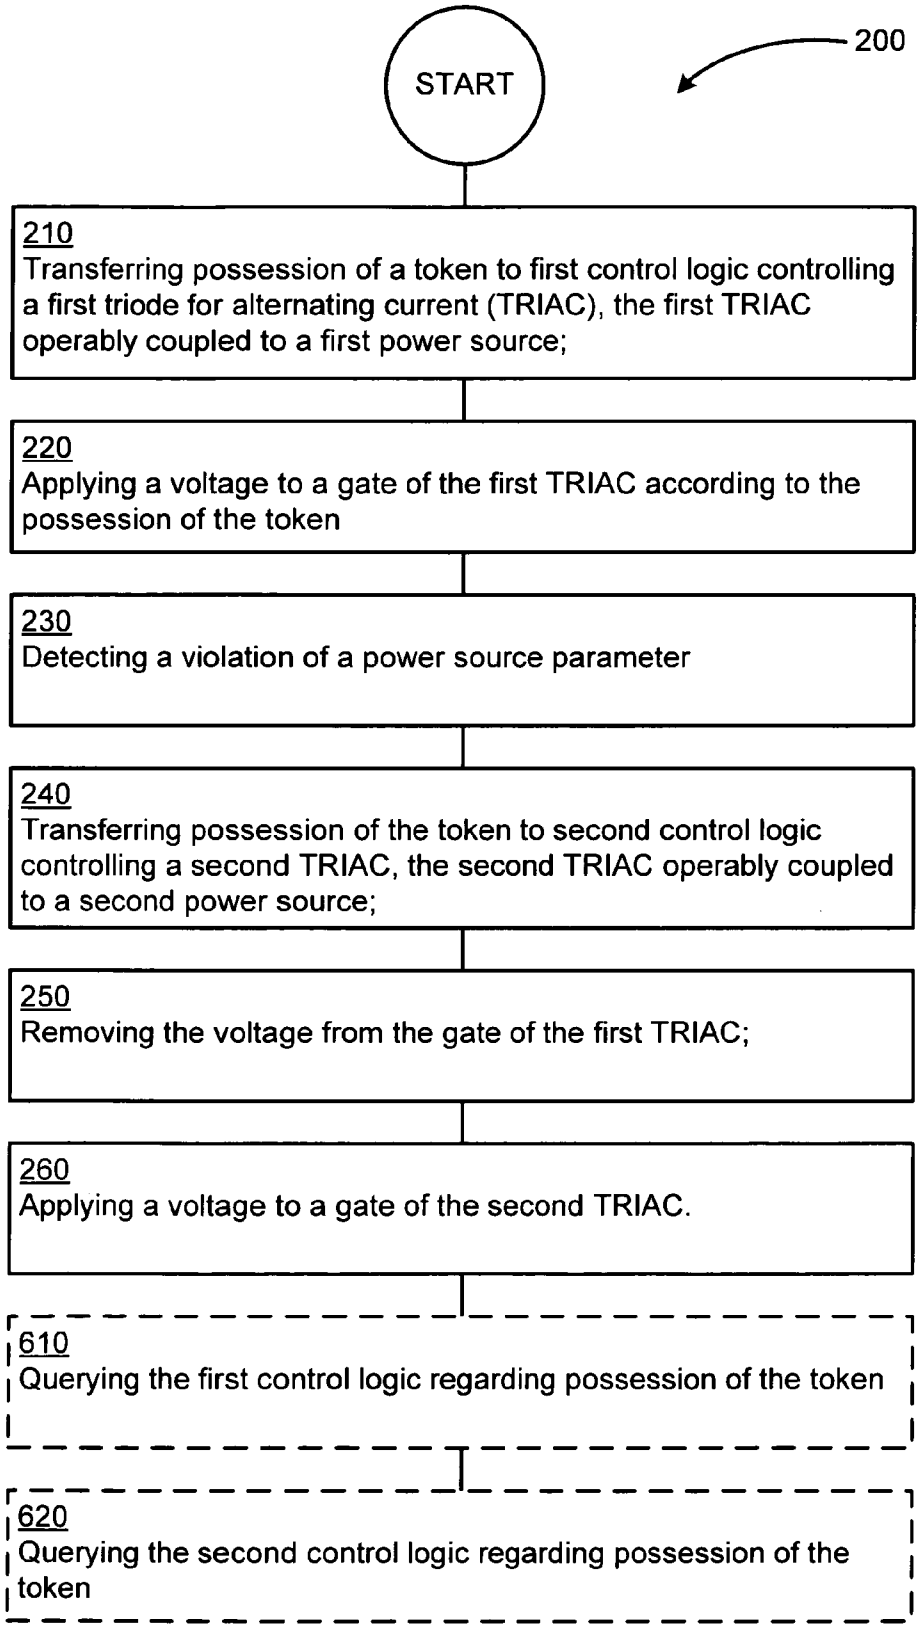 START
200
210
Transferring possession of a token to first control logic controlling
a first triode for alternating current (TRIAC), the first TRIAC
operably coupled to a first power source;
220
Applying a voltage to a gate of the first TRIAC according to the
possession of the token
230
Detecting a violation of a power source parameter
240
Transferring possession of the token to second control logic
controlling a second TRIAC, the second TRIAC operably coupled
to a second power source;
250
Removing the voltage from the gate of the first TRIAC;
260
Applying a voltage to a gate of the second TRIAC.
610
Querying the first control logic regarding possession of the token
620
Querying the second control logic regarding possession of the
token